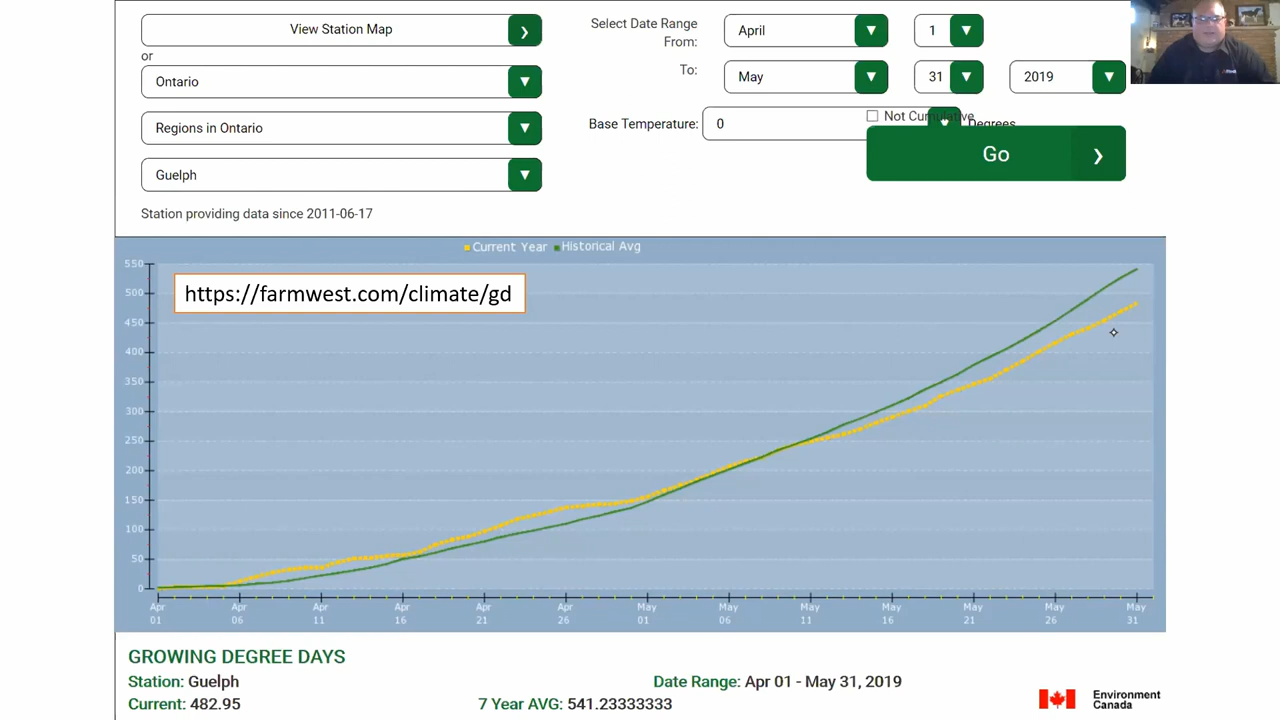 View Station Map
or
Ontario
Regions in Ontario
Guelph
Station providing data since 2011-06-17
Select Date Range
From:
April
1
To:
May
31
2019
Base Temperature:
0
Not Cumulative
Degrees
Go
Current Year
Historical Avg
https://farmwest.com/climate/gd
550
500
450
400
350
300
250
200
150
100
50
0
Apr 01
Apr 06
Apr 11
Apr 16
Apr 21
Apr 26
May 01
May 06
May 11
May 16
May 21
May 26
May 31
GROWING DEGREE DAYS
Station: Guelph
Date Range: Apr 01 - May 31, 2019
Current: 482.95
7 Year AVG: 541.23333333
Environment
Canada